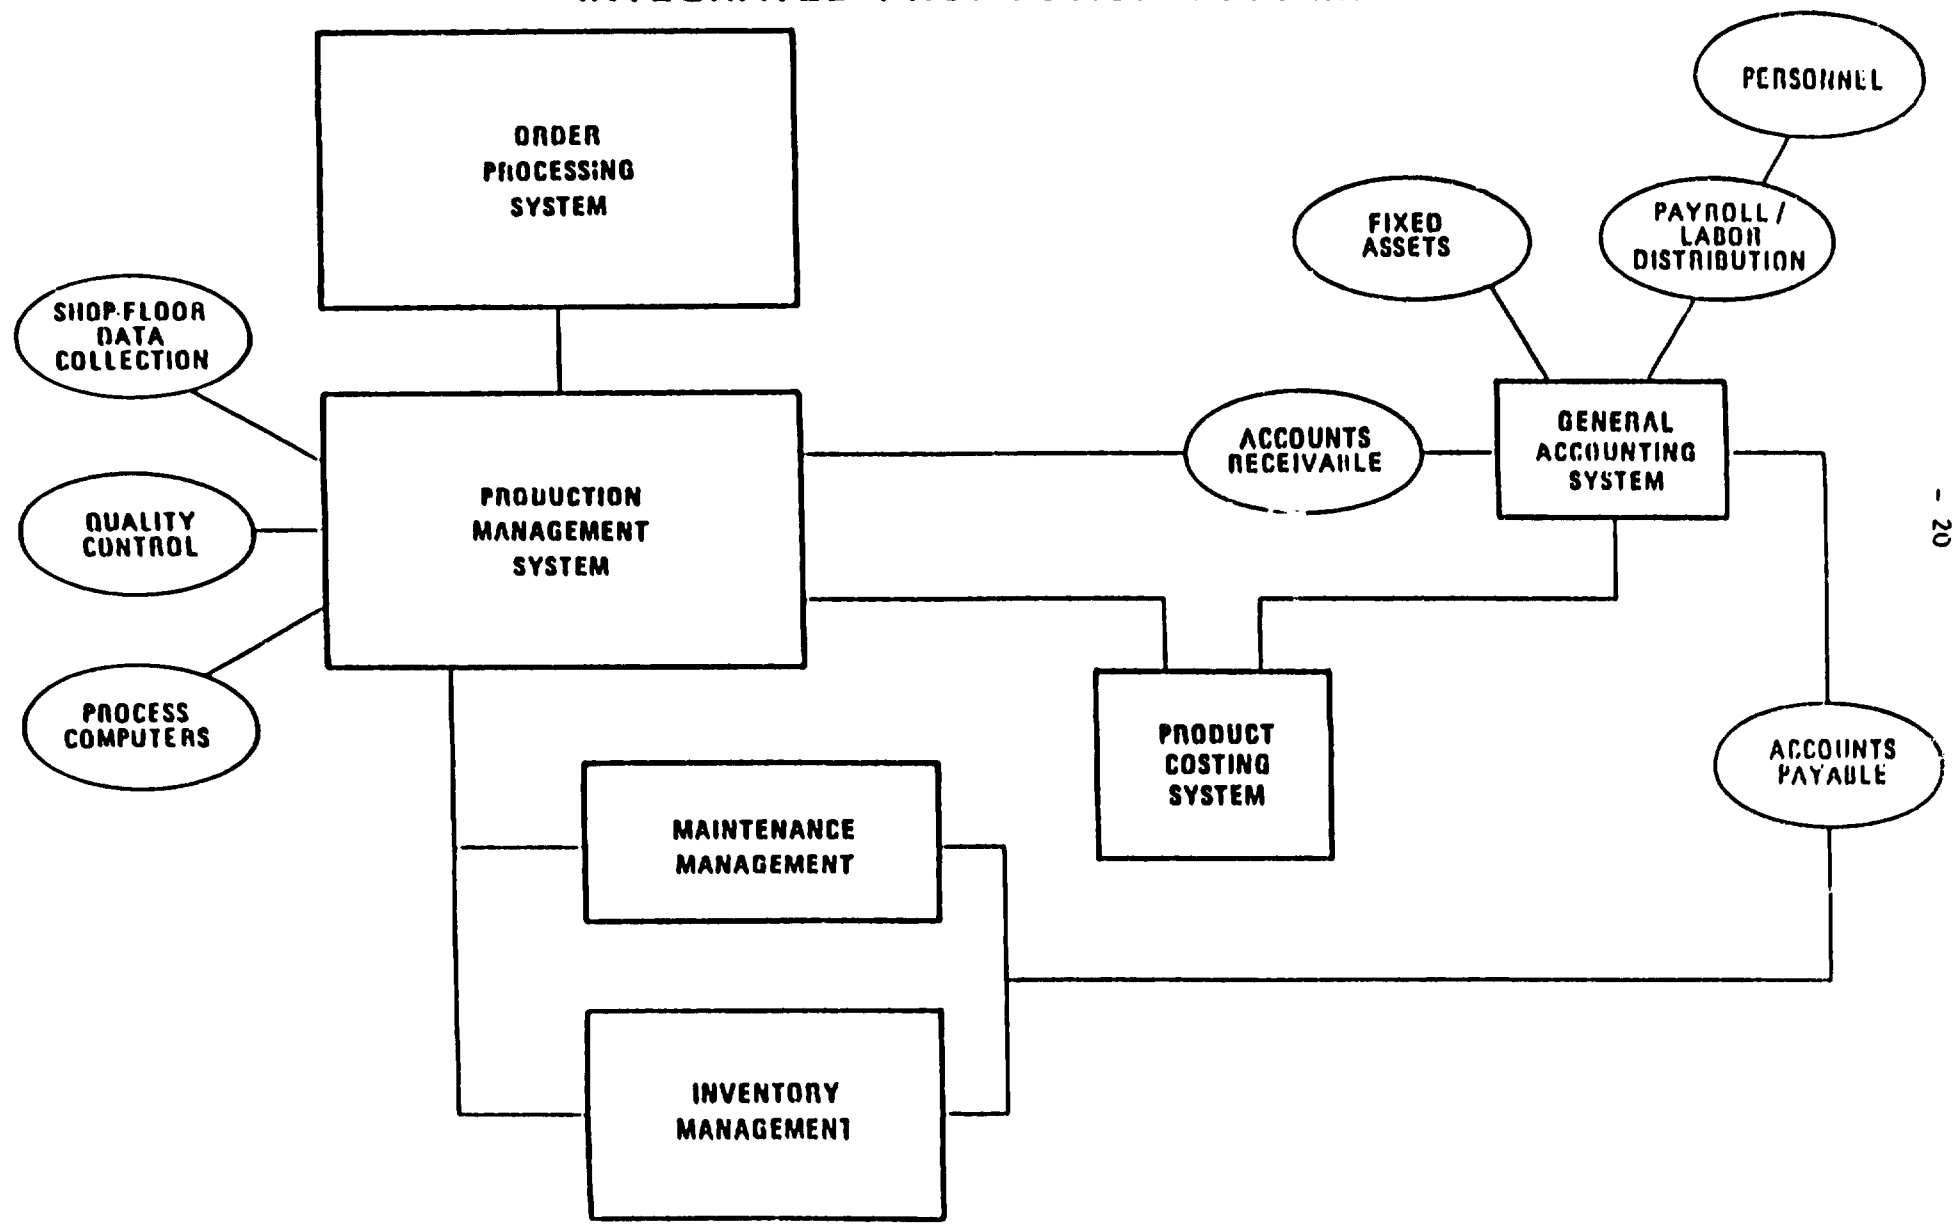 ORDER
PROCESSING
SYSTEM
PERSONNEL
FIXED
ASSETS
PAYROLL /
LABOR
DISTRIBUTION
SHOP-FLOOR
DATA
COLLECTION
ACCOUNTS
RECEIVABLE
GENERAL
ACCOUNTING
SYSTEM
QUALITY
CONTROL
PRODUCTION
MANAGEMENT
SYSTEM
- 20
PROCESS
COMPUTERS
PRODUCT
COSTING
SYSTEM
ACCOUNTS
PAYABLE
MAINTENANCE
MANAGEMENT
INVENTORY
MANAGEMENT